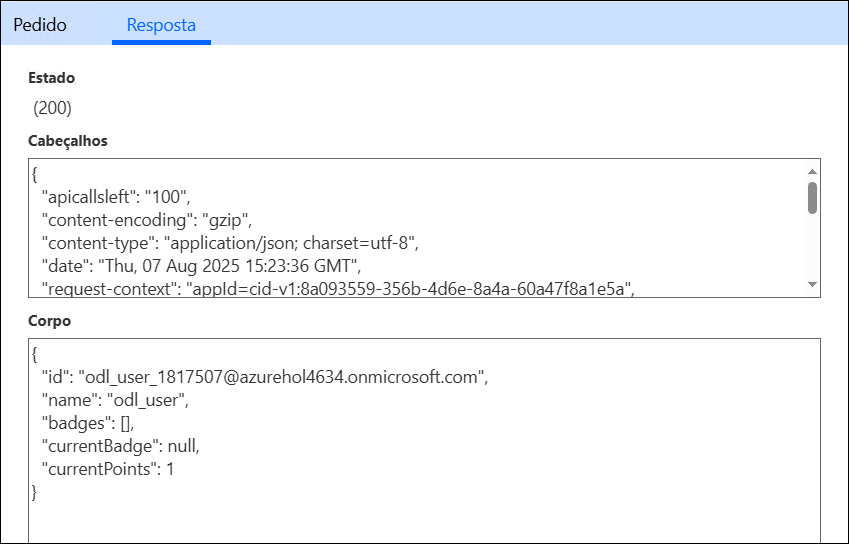 Pedido Resposta
Estado
(200)
Cabeçalhos
{
"apicallsleft": "100",
"content-encoding": "gzip",
"content-type": "application/json; charset=utf-8",
"date": "Thu, 07 Aug 2025 15:23:36 GMT",
"request-context": "appId=cid-v1:8a093559-356b-4d6e-8a4a-60a47f8a1e5a",
Corpo
{
"id": "odl_user_1817507@azurehol4634.onmicrosoft.com",
"name": "odl_user",
"badges": [],
"currentBadge": null,
"currentPoints": 1
}